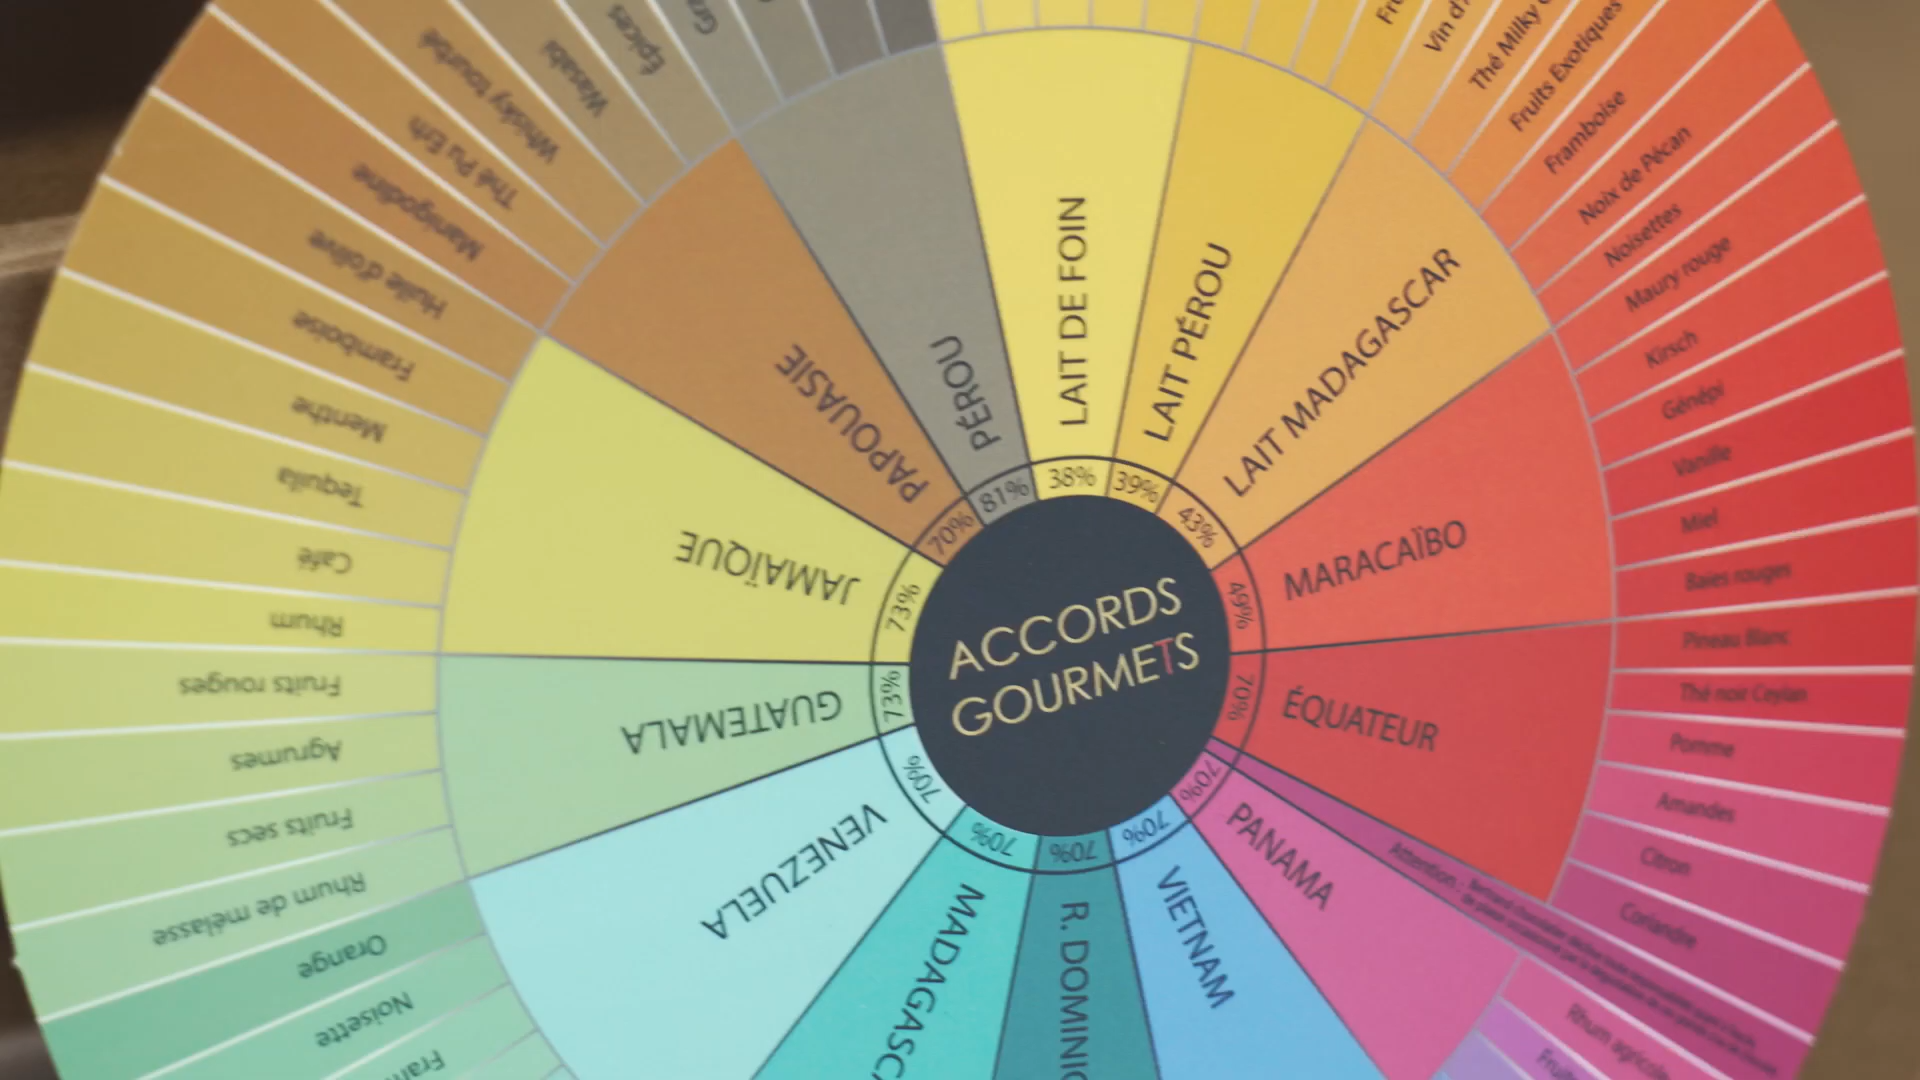 ACCORDS
GOURMETS
38%
39%
43%
49%
70%
70%
70%
70%
70%
70%
73%
73%
70%
81%
LAIT DE FOIN
LAIT PÉROU
LAIT MADAGASCAR
MARACAÏBO
ÉQUATEUR
PANAMA
VIETNAM
R. DOMINIC
MADAGASC
VENEZUELA
GUATEMALA
JAMAÏQUE
PAPOUASIE
PÉROU
Vin d'
Thé Milky
Fruits Exotiques
Framboise
Noix de Pécan
Noisettes
Maury rouge
Kirsch
Génépi
Vanille
Miel
Baies rouges
Pineau Blanc
Thé noir Ceylan
Pomme
Amandes
Citron
Coriandre
Attention :
Rhum agricole
Fruits
Fram
Noisette
Orange
Rhum de mélasse
Fruits secs
Agrumes
Fruits rouges
Rhum
Café
Tequila
Menthe
Framboise
Huile d'olive
Manigodine
Thé Pu Erh
Whisky tourbé
Wasabi
Épices